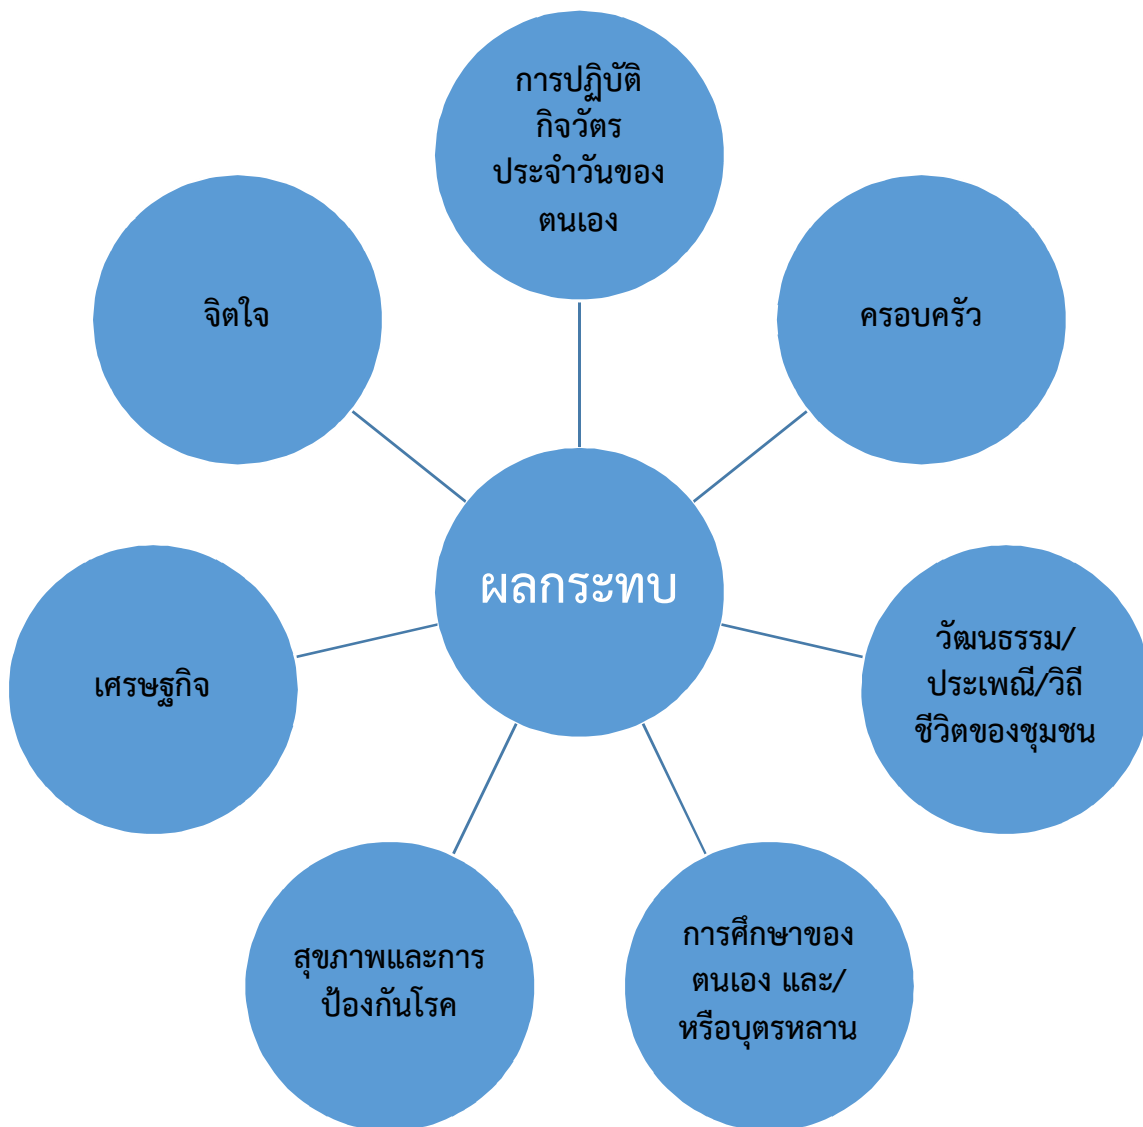 การปฏิบัติ
กิจวัตร
ประจำวันของ
ตนเอง
จิตใจ
ครอบครัว
ผลกระทบ
เศรษฐกิจ
วัฒนธรรม/
ประเพณี/วิถี
ชีวิตของชุมชน
สุขภาพและการ
ป้องกันโรค
การศึกษาของ
ตนเอง และ/
หรือบุตรหลาน